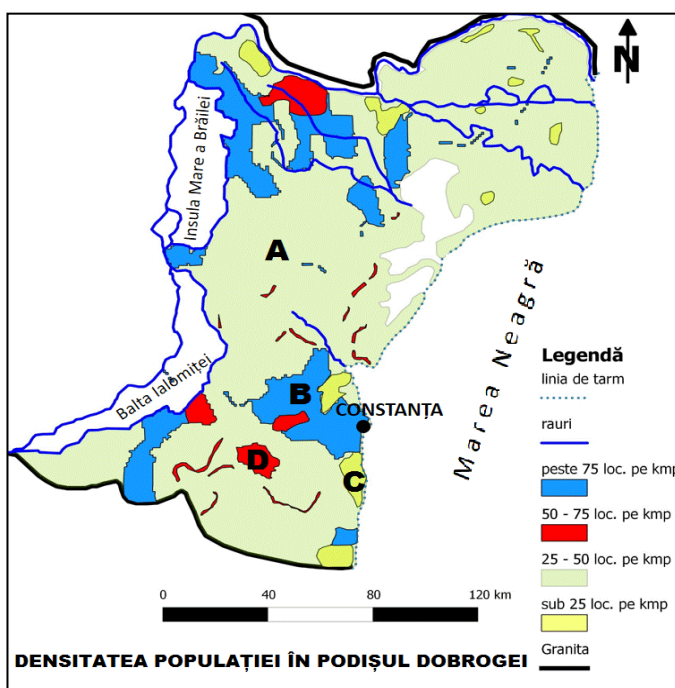 N
Insula Mare a Brăilei
A
Marea Neagră
Balta Ialomiței
B
CONSTANȚA
D
C
Legendă
linia de tarm
rauri
peste 75 loc. pe kmp
50 - 75 loc. pe kmp
25 - 50 loc. pe kmp
sub 25 loc. pe kmp
Granita
0 40 80 120 km
DENSITATEA POPULAȚIEI ÎN PODIȘUL DOBROGEI